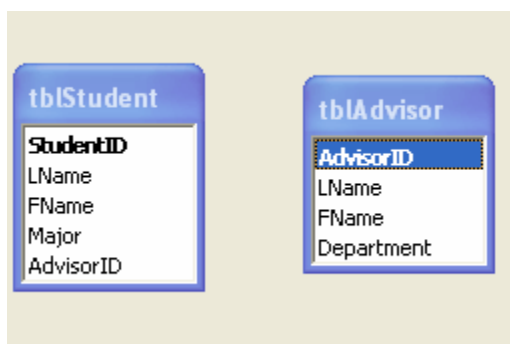 tblStudent
StudentID
LName
FName
Major
AdvisorID
tblAdvisor
AdvisorID
LName
FName
Department